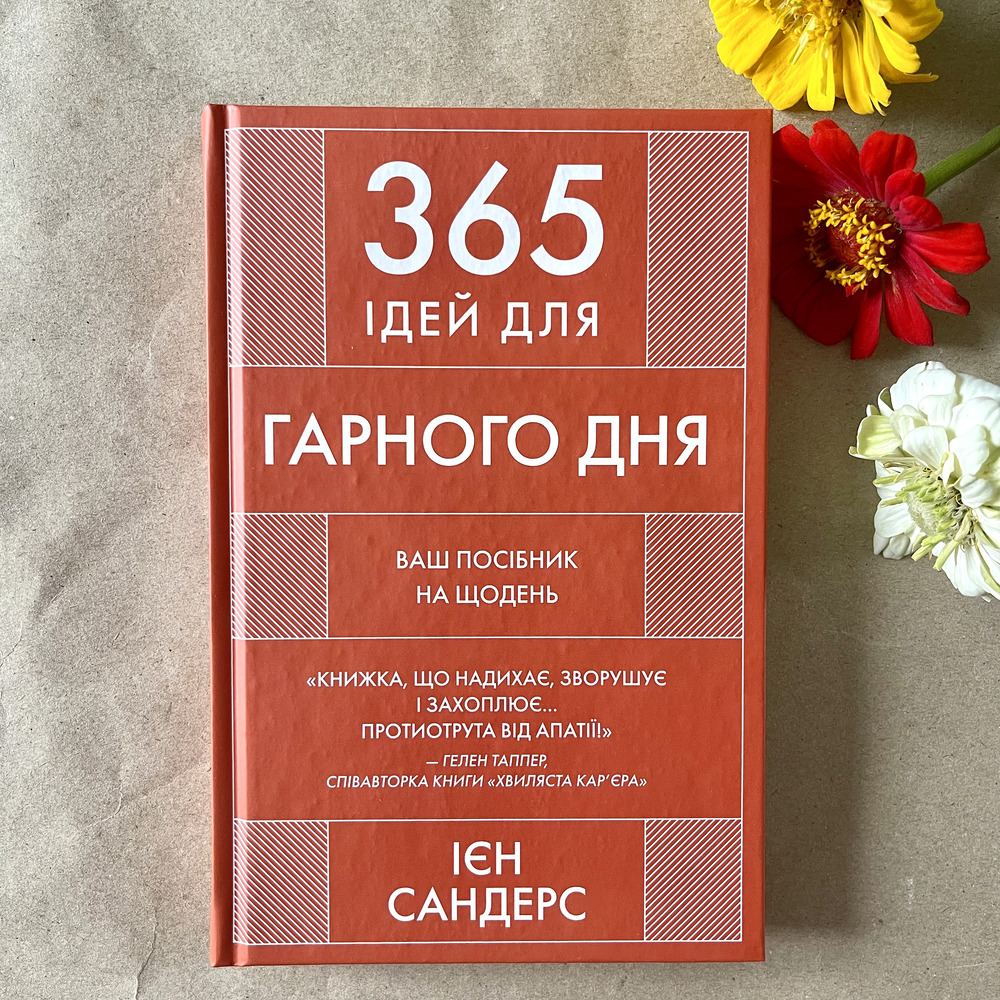 365
ІДЕЙ ДЛЯ
ГАРНОГО ДНЯ
ВАШ ПОСІБНИК
НА ЩОДЕНЬ
«КНИЖКА, ЩО НАДИХАЄ, ЗВОРУШУЄ
І ЗАХОПЛЮЄ...
ПРОТИОТРУТА ВІД АПАТІЇ!»
— ГЕЛЕН ТАППЕР,
СПІВАВТОРКА КНИГИ «ХВИЛЯСТА КАР’ЄРА»
ІЄН
САНДЕРС